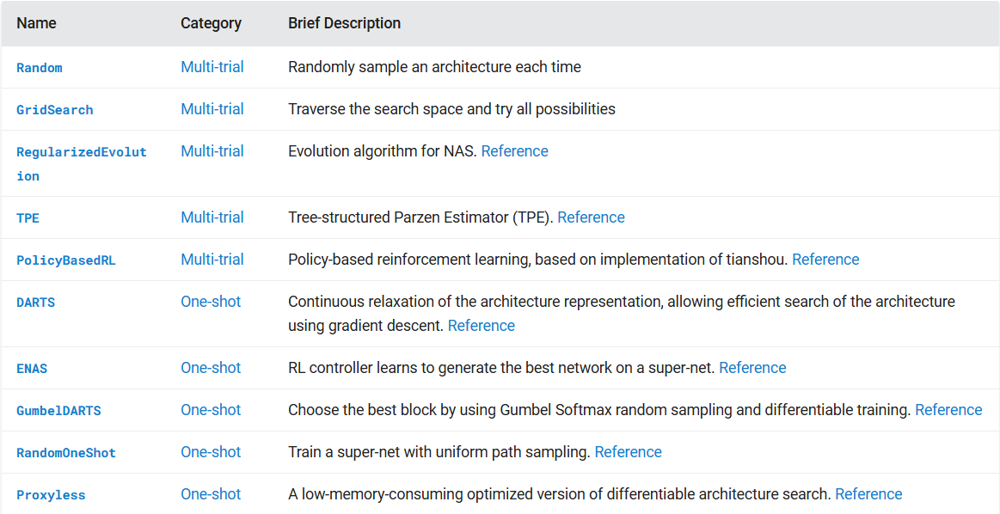 Name Category Brief Description
Random Multi-trial Randomly sample an architecture each time
GridSearch Multi-trial Traverse the search space and try all possibilities
RegularizedEvolut Multi-trial Evolution algorithm for NAS. Reference
ion
TPE Multi-trial Tree-structured Parzen Estimator (TPE). Reference
PolicyBasedRL Multi-trial Policy-based reinforcement learning, based on implementation of tianshou. Reference
DARTS One-shot Continuous relaxation of the architecture representation, allowing efficient search of the architecture
using gradient descent. Reference
ENAS One-shot RL controller learns to generate the best network on a super-net. Reference
GumbelDARTS One-shot Choose the best block by using Gumbel Softmax random sampling and differentiable training. Reference
RandomOneShot One-shot Train a super-net with uniform path sampling. Reference
Proxyless One-shot A low-memory-consuming optimized version of differentiable architecture search. Reference